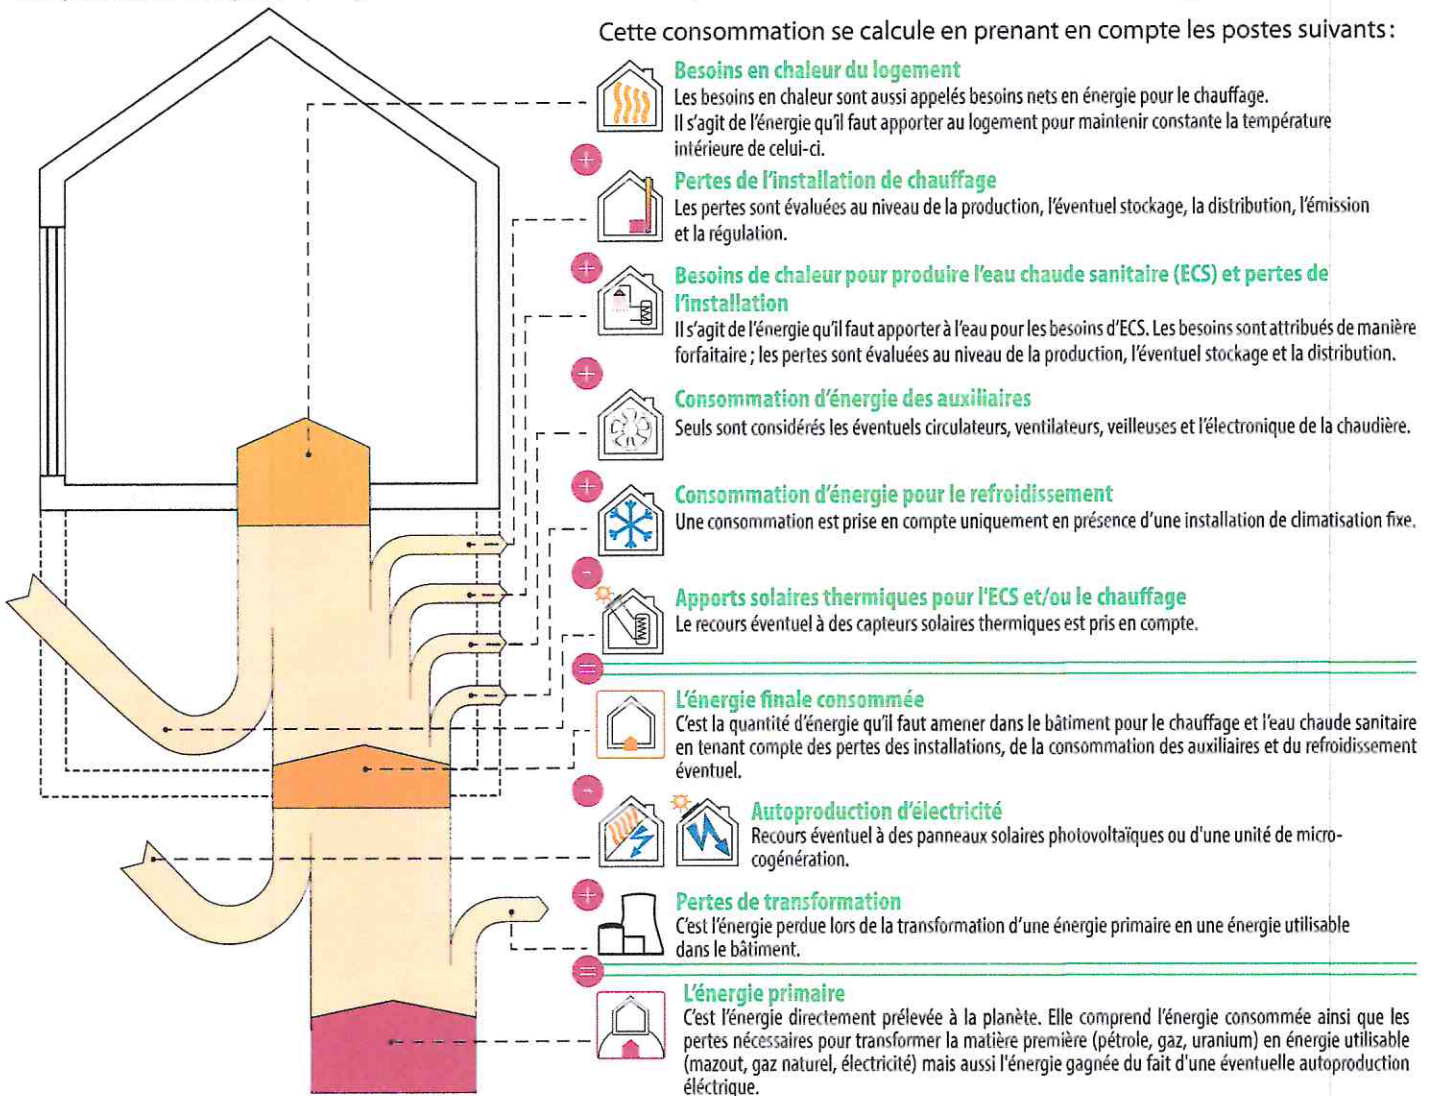 Cette consommation se calcule en prenant en compte les postes suivants :
Besoins en chaleur du logement
Les besoins en chaleur sont aussi appelés besoins nets en énergie pour le chauffage.
Il s'agit de l'énergie qu'il faut apporter au logement pour maintenir constante la température
intérieure de celui-ci.
+
Pertes de l'installation de chauffage
Les pertes sont évaluées au niveau de la production, l'éventuel stockage, la distribution, l'émission
et la régulation.
+
Besoins de chaleur pour produire l'eau chaude sanitaire (ECS) et pertes de
l'installation
Il s'agit de l'énergie qu'il faut apporter à l'eau pour les besoins d'ECS. Les besoins sont attribués de manière
forfaitaire ; les pertes sont évaluées au niveau de la production, l'éventuel stockage et la distribution.
+
Consommation d'énergie des auxiliaires
Seuls sont considérés les éventuels circulateurs, ventilateurs, veilleuses et l'électronique de la chaudière.
+
Consommation d'énergie pour le refroidissement
Une consommation est prise en compte uniquement en présence d'une installation de climatisation fixe.
-
Apports solaires thermiques pour l'ECS et/ou le chauffage
Le recours éventuel à des capteurs solaires thermiques est pris en compte.
=
L'énergie finale consommée
C'est la quantité d'énergie qu'il faut amener dans le bâtiment pour le chauffage et l'eau chaude sanitaire
en tenant compte des pertes des installations, de la consommation des auxiliaires et du refroidissement
éventuel.
-
Autoproduction d'électricité
Recours éventuel à des panneaux solaires photovoltaïques ou d'une unité de micro-
cogénération.
+
Pertes de transformation
C'est l'énergie perdue lors de la transformation d'une énergie primaire en une énergie utilisable
dans le bâtiment.
=
L'énergie primaire
C'est l'énergie directement prélevée à la planète. Elle comprend l'énergie consommée ainsi que les
pertes nécessaires pour transformer la matière première (pétrole, gaz, uranium) en énergie utilisable
(mazout, gaz naturel, électricité) mais aussi l'énergie gagnée du fait d'une éventuelle autoproduction
éléctrique.